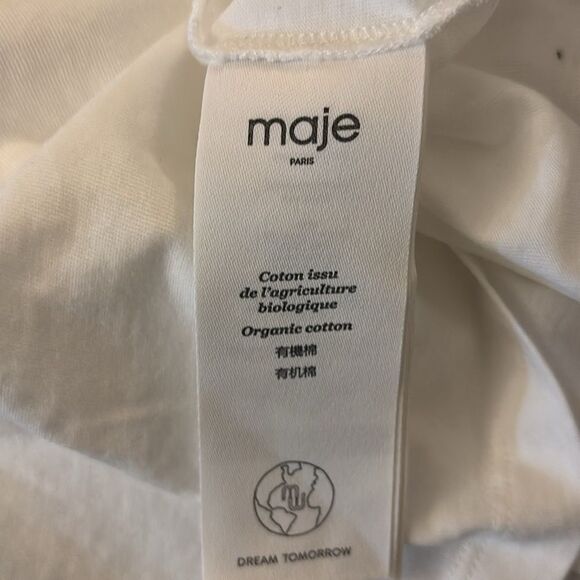 maje
PARIS
Coton issu
de l'agriculture
biologique
Organic cotton
有機棉
有机棉
DREAM TOMORROW